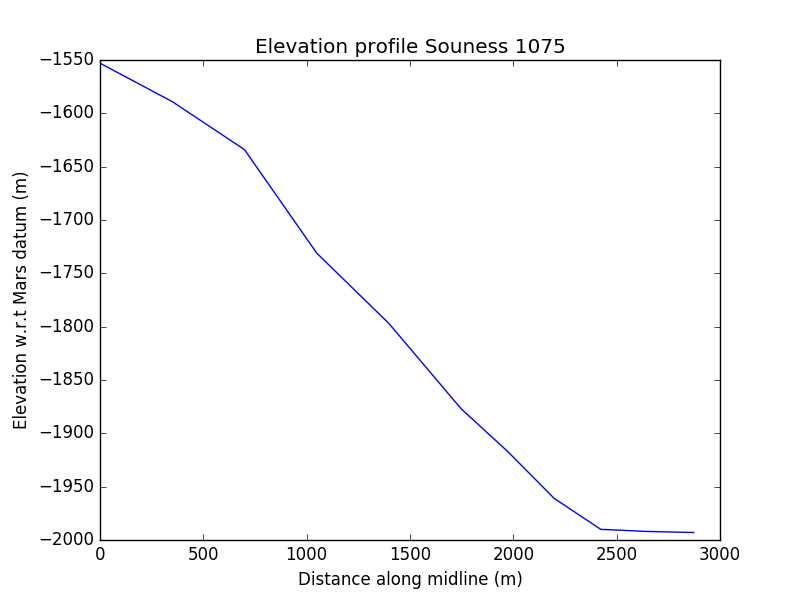 Elevation profile Souness 1075
Elevation w.r.t Mars datum (m)
−1550
−1600
−1650
−1700
−1750
−1800
−1850
−1900
−1950
−2000
0 500 1000 1500 2000 2500 3000
Distance along midline (m)